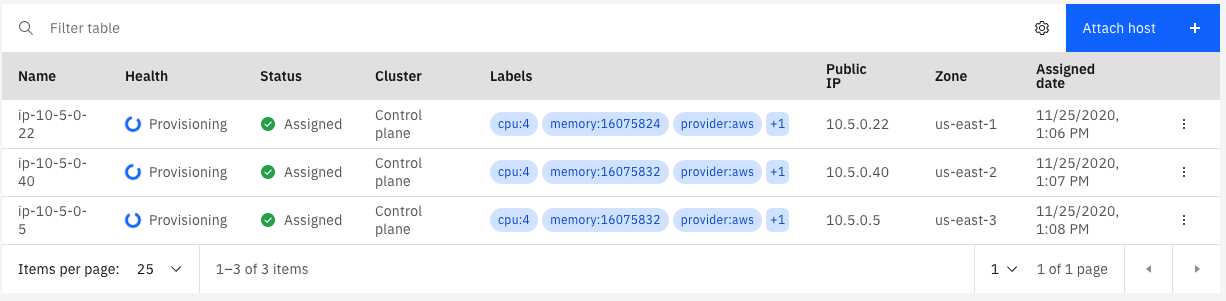 Filter table
Attach host +
Name Health Status Cluster Labels Public IP Zone Assigned date
ip-10-5-0-22 Provisioning Assigned Control plane cpu:4 memory:16075824 provider:aws +1 10.5.0.22 us-east-1 11/25/2020, 1:06 PM
ip-10-5-0-40 Provisioning Assigned Control plane cpu:4 memory:16075832 provider:aws +1 10.5.0.40 us-east-2 11/25/2020, 1:07 PM
ip-10-5-0-5 Provisioning Assigned Control plane cpu:4 memory:16075832 provider:aws +1 10.5.0.5 us-east-3 11/25/2020, 1:08 PM
Items per page: 25 1–3 of 3 items 1 1 of 1 page